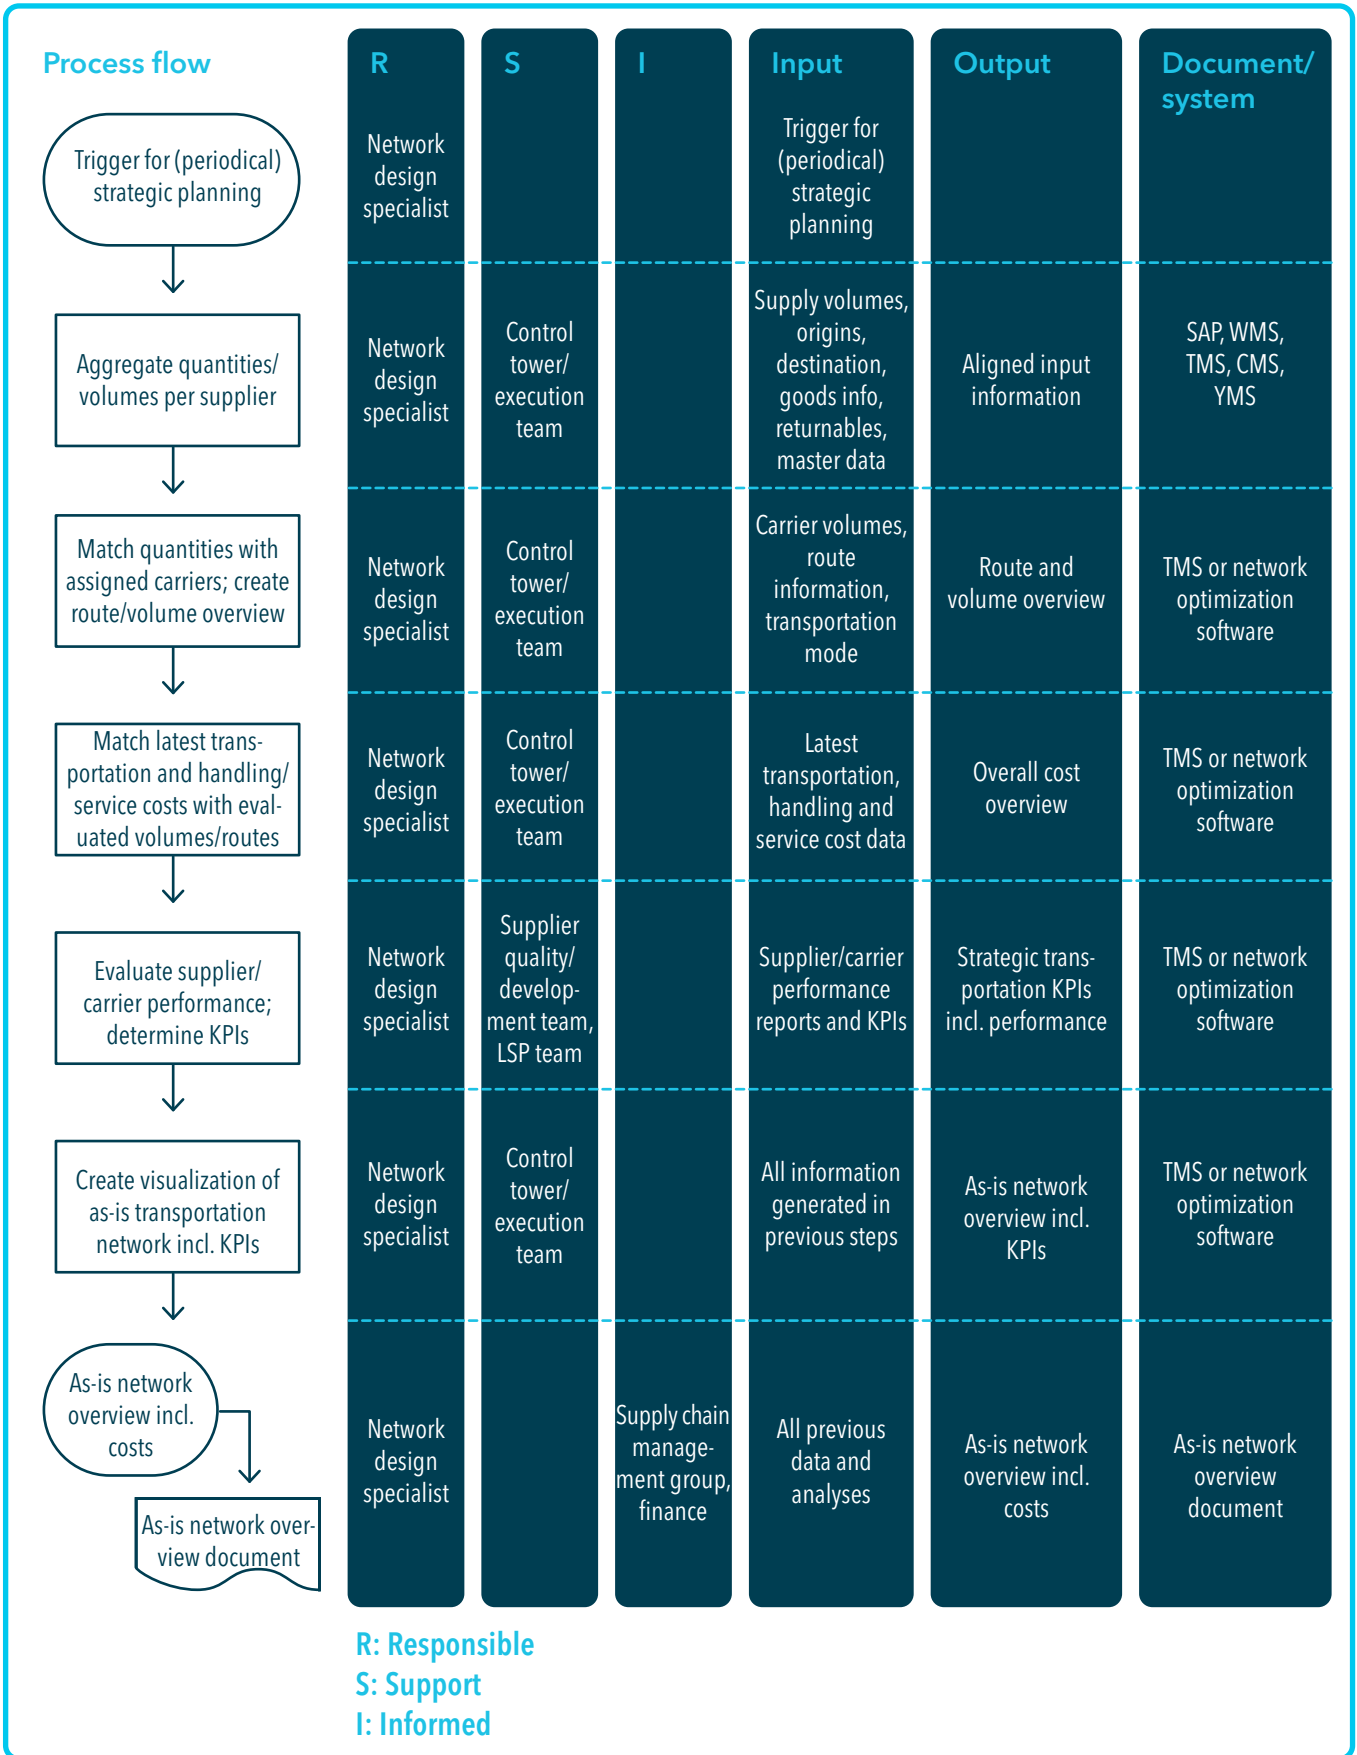 Process flow
R
S
I
Input
Output
Document/
system
Trigger for (periodical)
strategic planning
Network
design
specialist
Trigger for
(periodical)
strategic
planning
Aggregate quantities/
volumes per supplier
Network
design
specialist
Control
tower/
execution
team
Supply volumes,
origins,
destination,
goods info,
returnables,
master data
Aligned input
information
SAP, WMS,
TMS, CMS,
YMS
Match quantities with
assigned carriers; create
route/volume overview
Network
design
specialist
Control
tower/
execution
team
Carrier volumes,
route
information,
transportation
mode
Route and
volume overview
TMS or network
optimization
software
Match latest trans-
portation and handling/
service costs with eval-
uated volumes/routes
Network
design
specialist
Control
tower/
execution
team
Latest
transportation,
handling and
service cost data
Overall cost
overview
TMS or network
optimization
software
Evaluate supplier/
carrier performance;
determine KPIs
Network
design
specialist
Supplier
quality/
develop-
ment team,
LSP team
Supplier/carrier
performance
reports and KPIs
Strategic trans-
portation KPIs
incl. performance
TMS or network
optimization
software
Create visualization of
as-is transportation
network incl. KPIs
Network
design
specialist
Control
tower/
execution
team
All information
generated in
previous steps
As-is network
overview incl.
KPIs
TMS or network
optimization
software
As-is network
overview incl.
costs
As-is network over-
view document
Network
design
specialist
Supply chain
manage-
ment group,
finance
All previous
data and
analyses
As-is network
overview incl.
costs
As-is network
overview
document
R: Responsible
S: Support
I: Informed